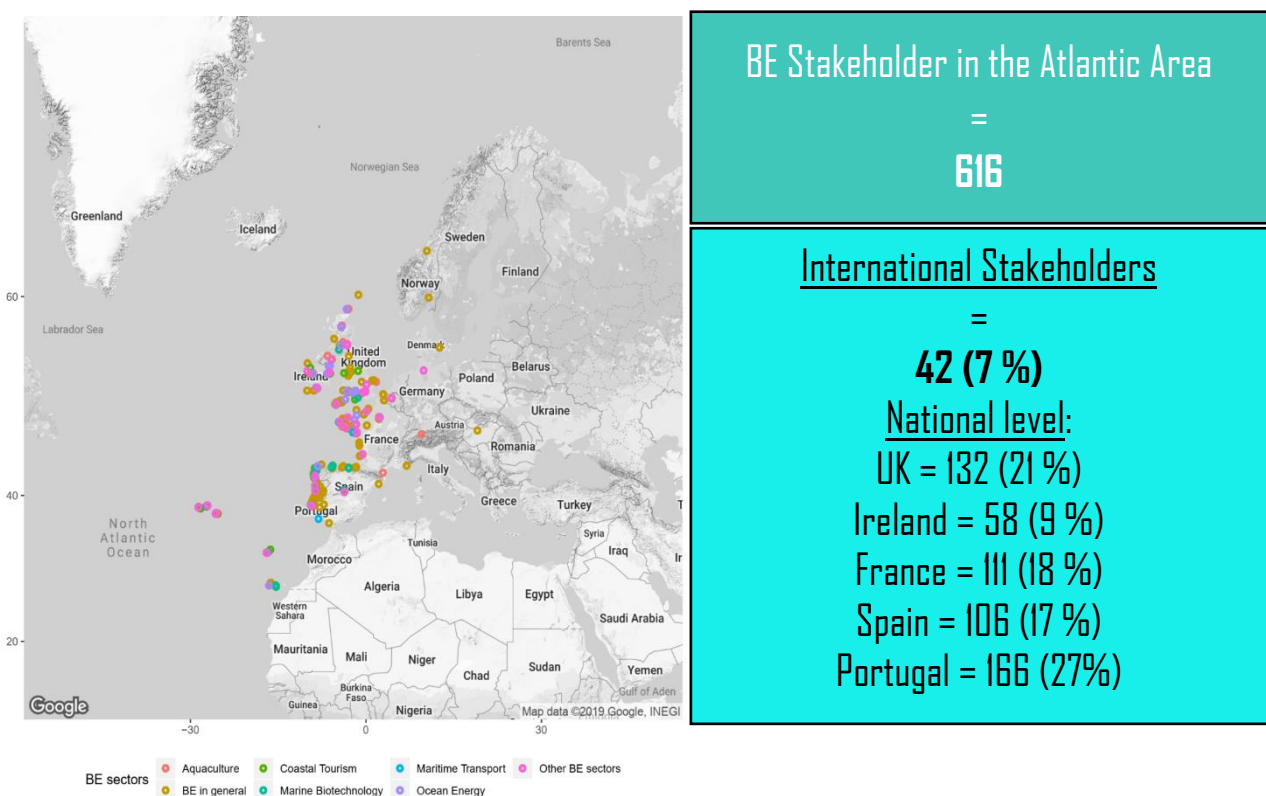 Barents Sea
Norwegian Sea
Greenland
Iceland
Sweden
Finland
Norway
60
Labrador Sea
Denmark
United
Kingdom
Ireland
Belarus
Poland
Germany
Ukraine
Austria
France
Romania
Italy
Spain
40
Portugal
Greece
Turkey
North
Atlantic
Ocean
Tunisia
Syria
Iraq
Ir
Morocco
Algeria
Libya
Egypt
Western
Sahara
Saudi Arabia
20
Mauritania
Mali
Niger
Chad
Sudan
Yemen
Gulf of Aden
Burkina
Faso
Guinea
Nigeria
Google
Map data ©2019 Google, INEGI
−30
0
30
BE sectors
Aquaculture
Coastal Tourism
Maritime Transport
Other BE sectors
BE in general
Marine Biotechnology
Ocean Energy
BE Stakeholder in the Atlantic Area
=
616
International Stakeholders
=
42 (7 %)
National level:
UK = 132 (21 %)
Ireland = 58 (9 %)
France = 111 (18 %)
Spain = 106 (17 %)
Portugal = 166 (27%)